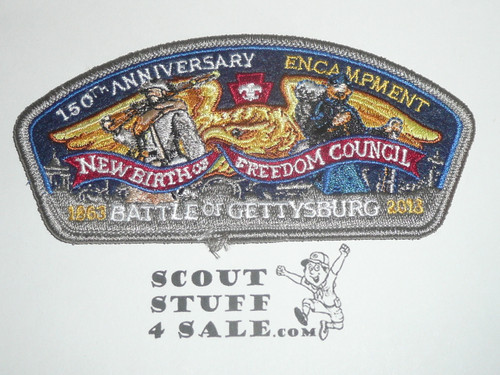 150TH ANNIVERSARY ENCAMPMENT
NEW BIRTH OF FREEDOM COUNCIL
1863 BATTLE OF GETTYSBURG 2013
SCOUT
STUFF
4 SALE.com